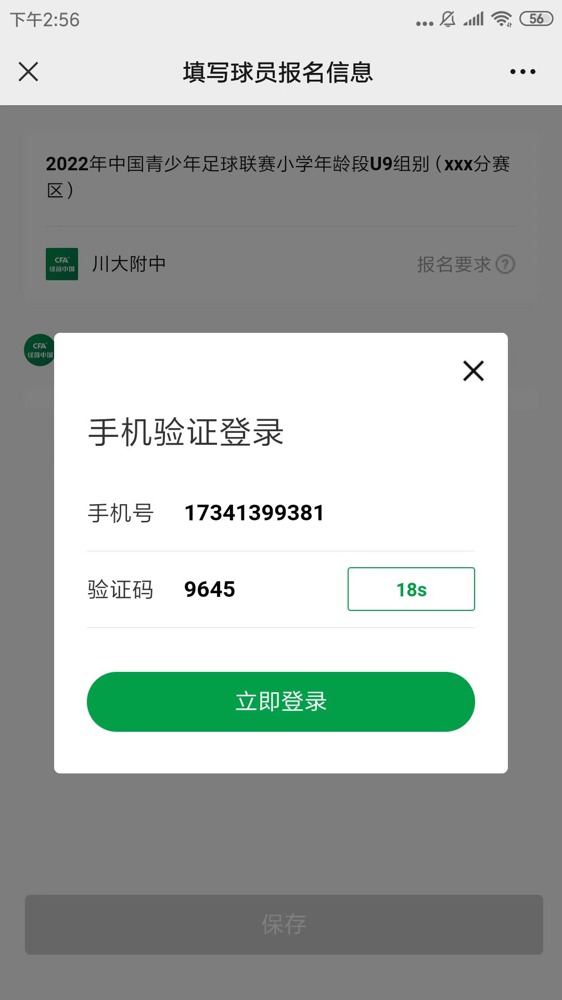 下午2:56
56
填写球员报名信息
2022年中国青少年足球联赛小学年龄段U9组别（xxx分赛
区）
CFA
绿茵中国
川大附中
报名要求 ?
CFA
绿茵中国
手机验证登录
手机号 17341399381
验证码 9645 18s
立即登录
保存